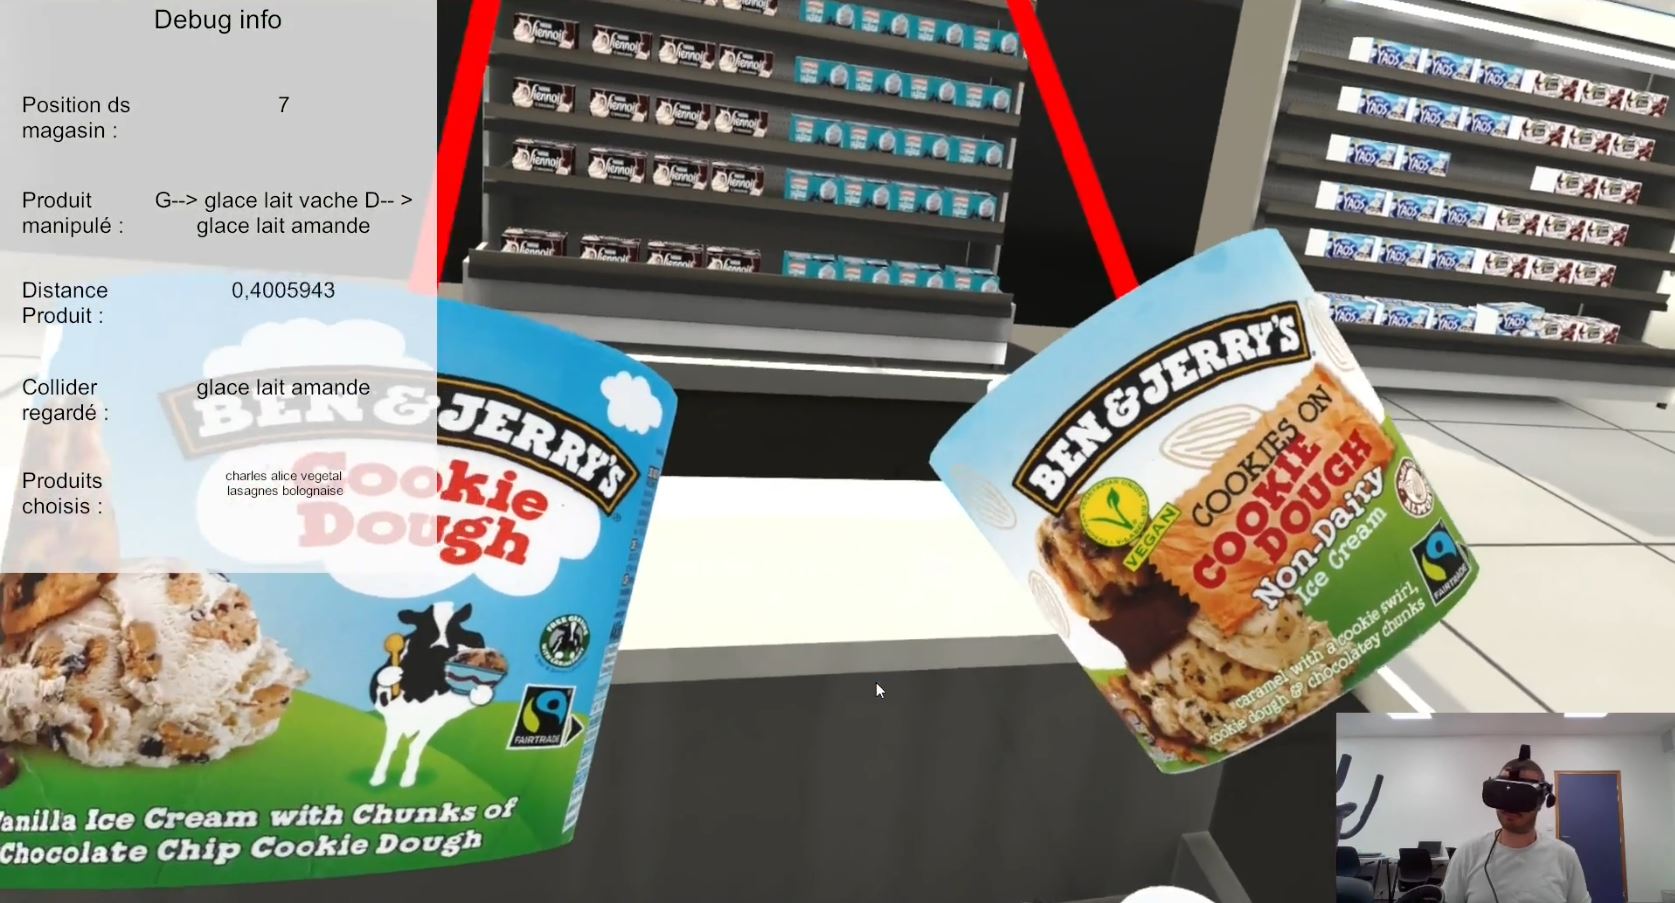 Debug info
Position ds
magasin :
7
Produit
manipulé :
G--> glace lait vache D-- >
glace lait amande
Distance
Produit :
0,4005943
Collider
regardé :
glace lait amande
Produits
choisis :
charles alice vegetal
lasagnes bolognaise
BEN & JERRY'S
Cookie
Dough
FAIRTRADE
Vanilla Ice Cream with Chunks of
Chocolate Chip Cookie Dough
BEN & JERRY'S
VEGAN
COOKIES ON
COOKIE
DOUGH
Non-Dairy
Ice Cream
caramel with a cookie swirl,
cookie dough & chocolatey chunks
FAIRTRADE
Viennois
YAOS